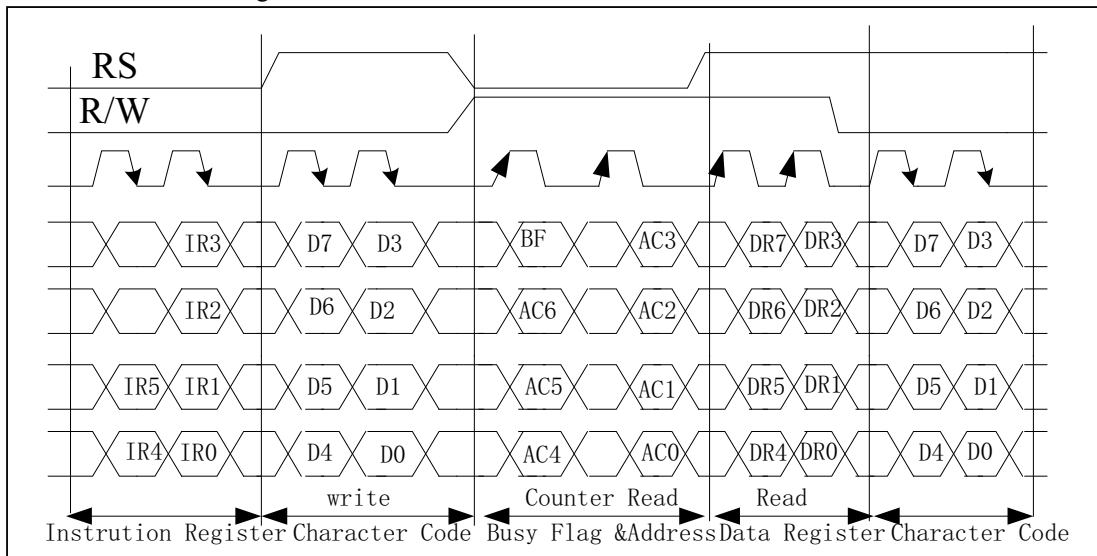 RS
R/W
IR3 D7 D3 BF AC3 DR7 DR3 D7 D3
IR2 D6 D2 AC6 AC2 DR6 DR2 D6 D2
IR5 IR1 D5 D1 AC5 AC1 DR5 DR1 D5 D1
IR4 IR0 D4 D0 AC4 AC0 DR4 DR0 D4 D0
write Counter Read Read
Instrution Register Character Code Busy Flag &Address Data Register Character Code